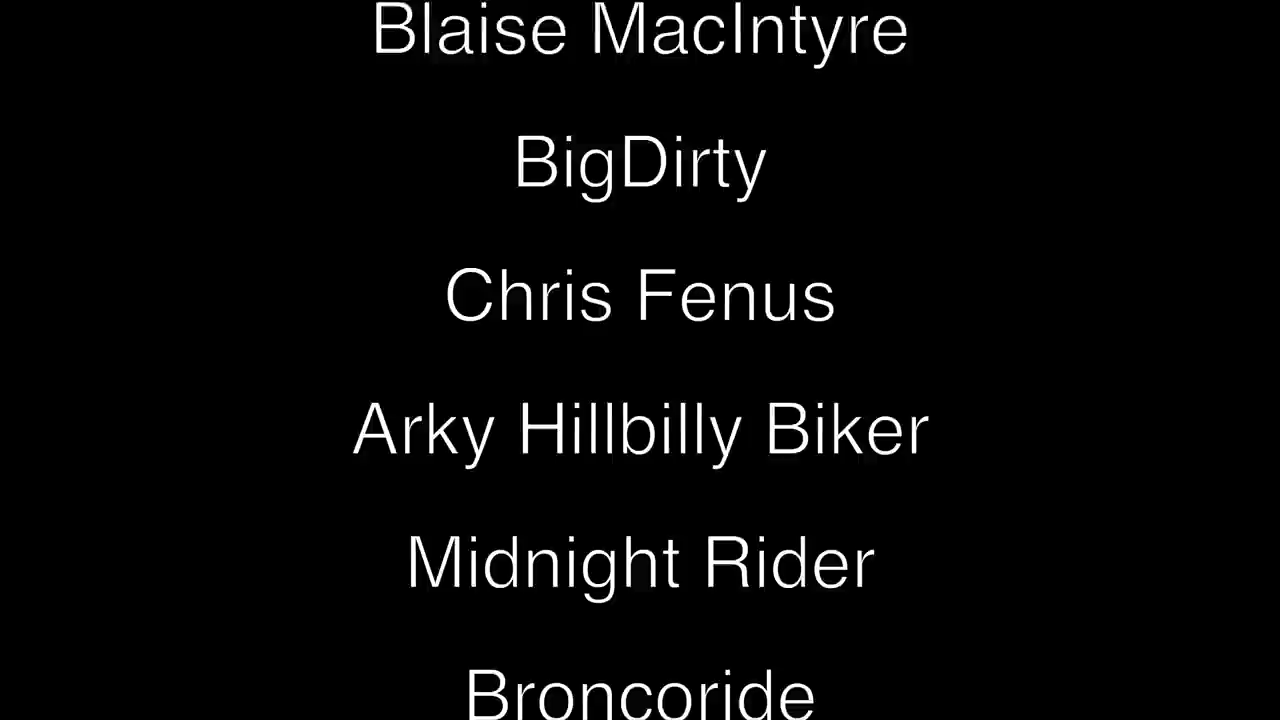 Blaise MacIntyre
BigDirty
Chris Fenus
Arky Hillbilly Biker
Midnight Rider
Broncoride